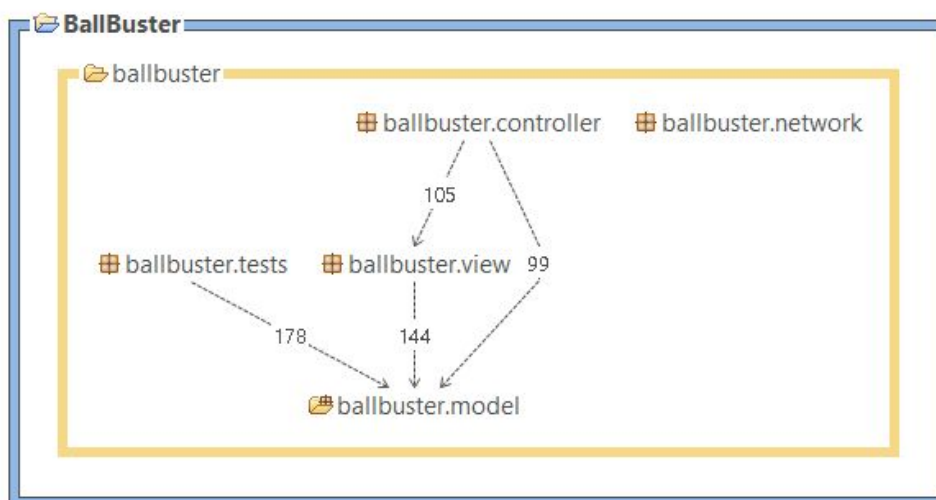 BallBuster
ballbuster
ballbuster.controller
ballbuster.network
105
ballbuster.tests
ballbuster.view
99
178
144
ballbuster.model